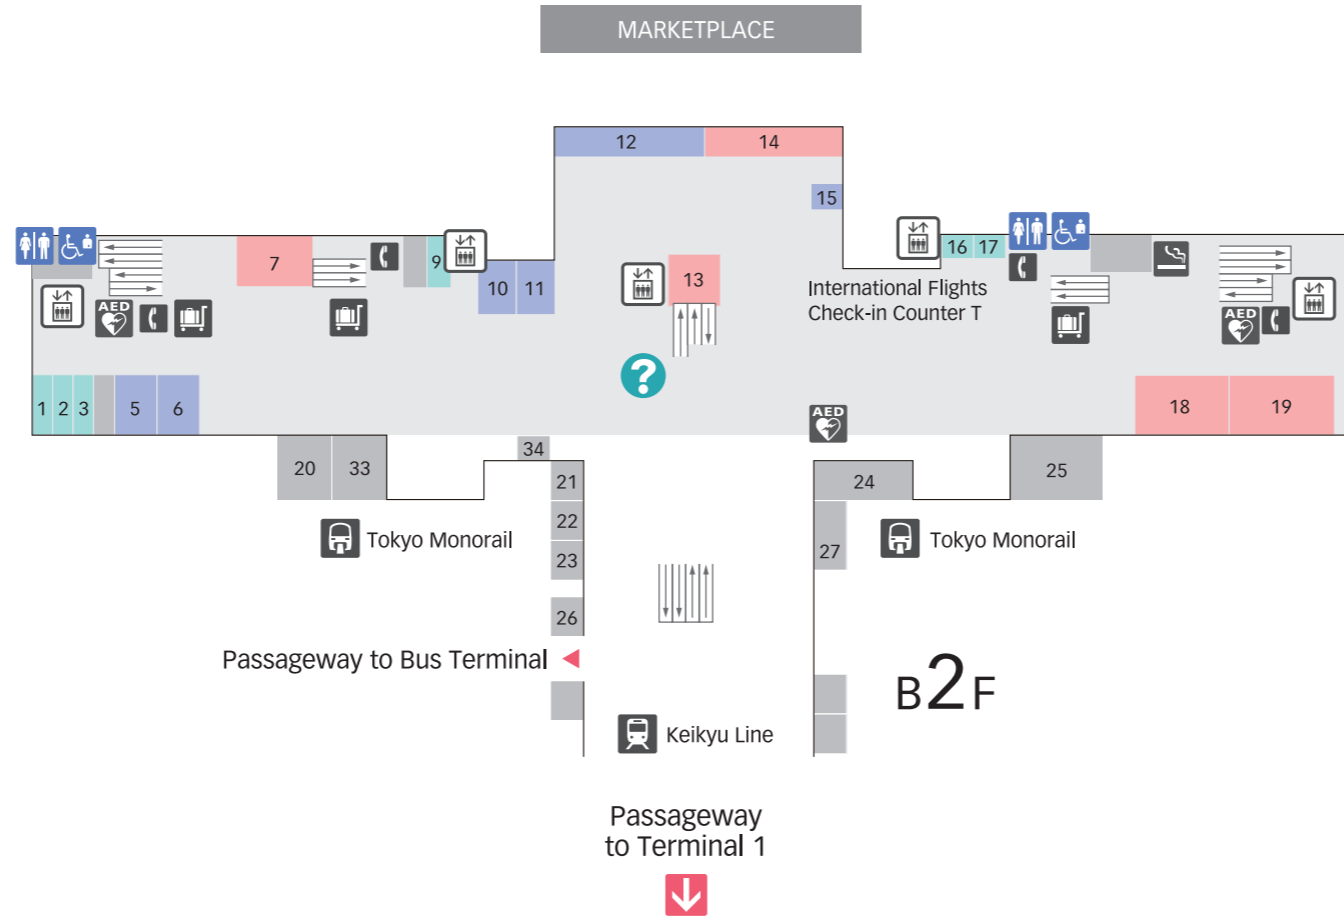 MARKETPLACE
12
14
15
7
9
10
11
13
16
17
International Flights
Check-in Counter T
AED
AED
1
2
3
5
6
AED
18
19
20
33
34
21
22
23
24
25
27
Tokyo Monorail
Tokyo Monorail
26
Passageway to Bus Terminal
B2F
Keikyu Line
Passageway
to Terminal 1